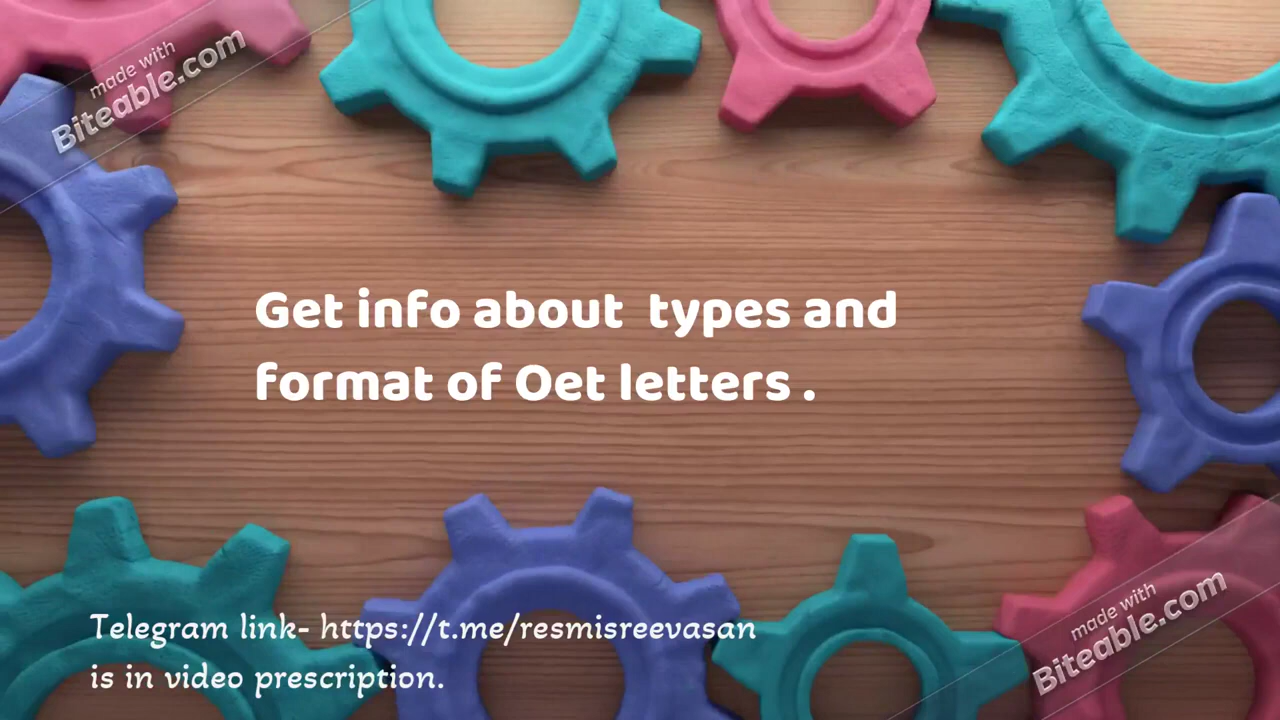 made with
Biteable.com
Get info about types and
format of Oet letters .
Telegram link- https://t.me/resmisreevasan
is in video prescription.
made with
Biteable.com